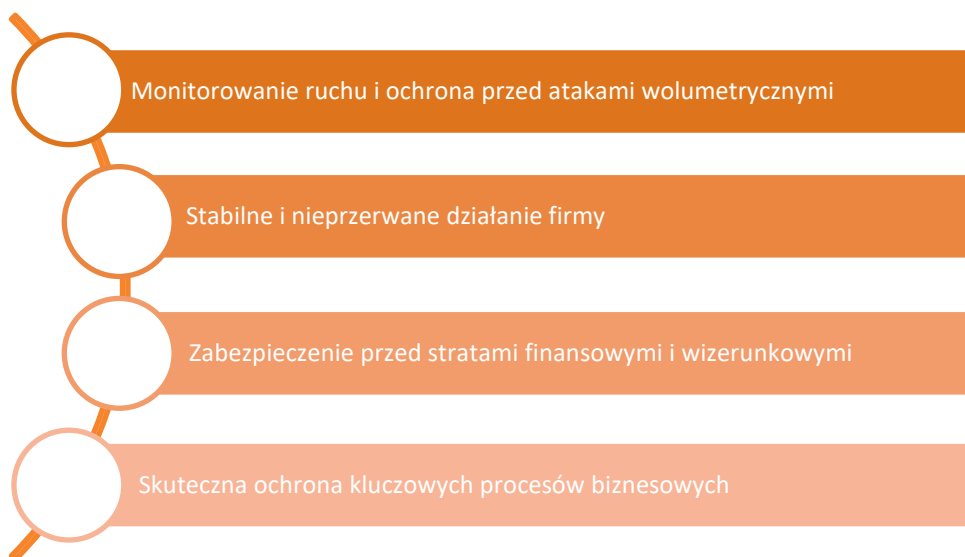 Monitorowanie ruchu i ochrona przed atakami wolumetrycznymi
Stabilne i nieprzerwane działanie firmy
Zabezpieczenie przed stratami finansowymi i wizerunkowymi
Skuteczna ochrona kluczowych procesów biznesowych